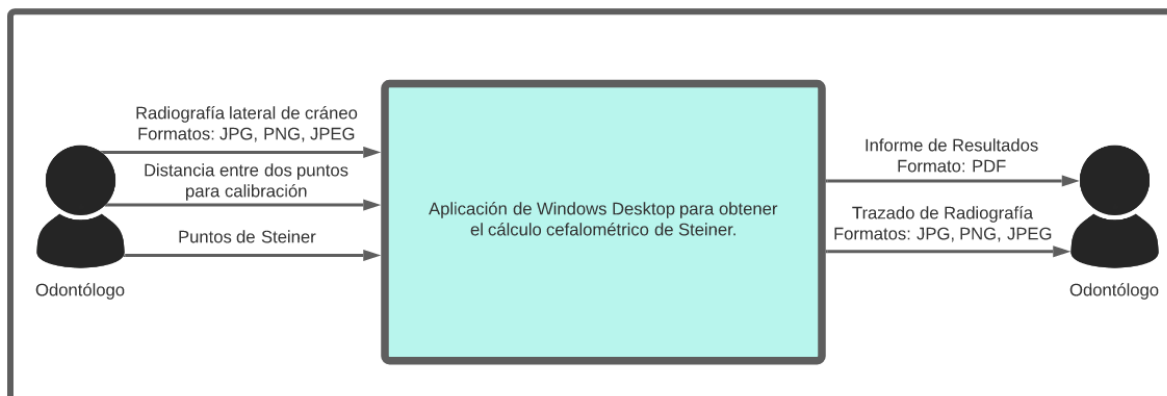 Radiografía lateral de cráneo
Formatos: JPG, PNG, JPEG
Distancia entre dos puntos
para calibración
Puntos de Steiner
Odontólogo
Aplicación de Windows Desktop para obtener
el cálculo cefalométrico de Steiner.
Informe de Resultados
Formato: PDF
Trazado de Radiografía
Formatos: JPG, PNG, JPEG
Odontólogo